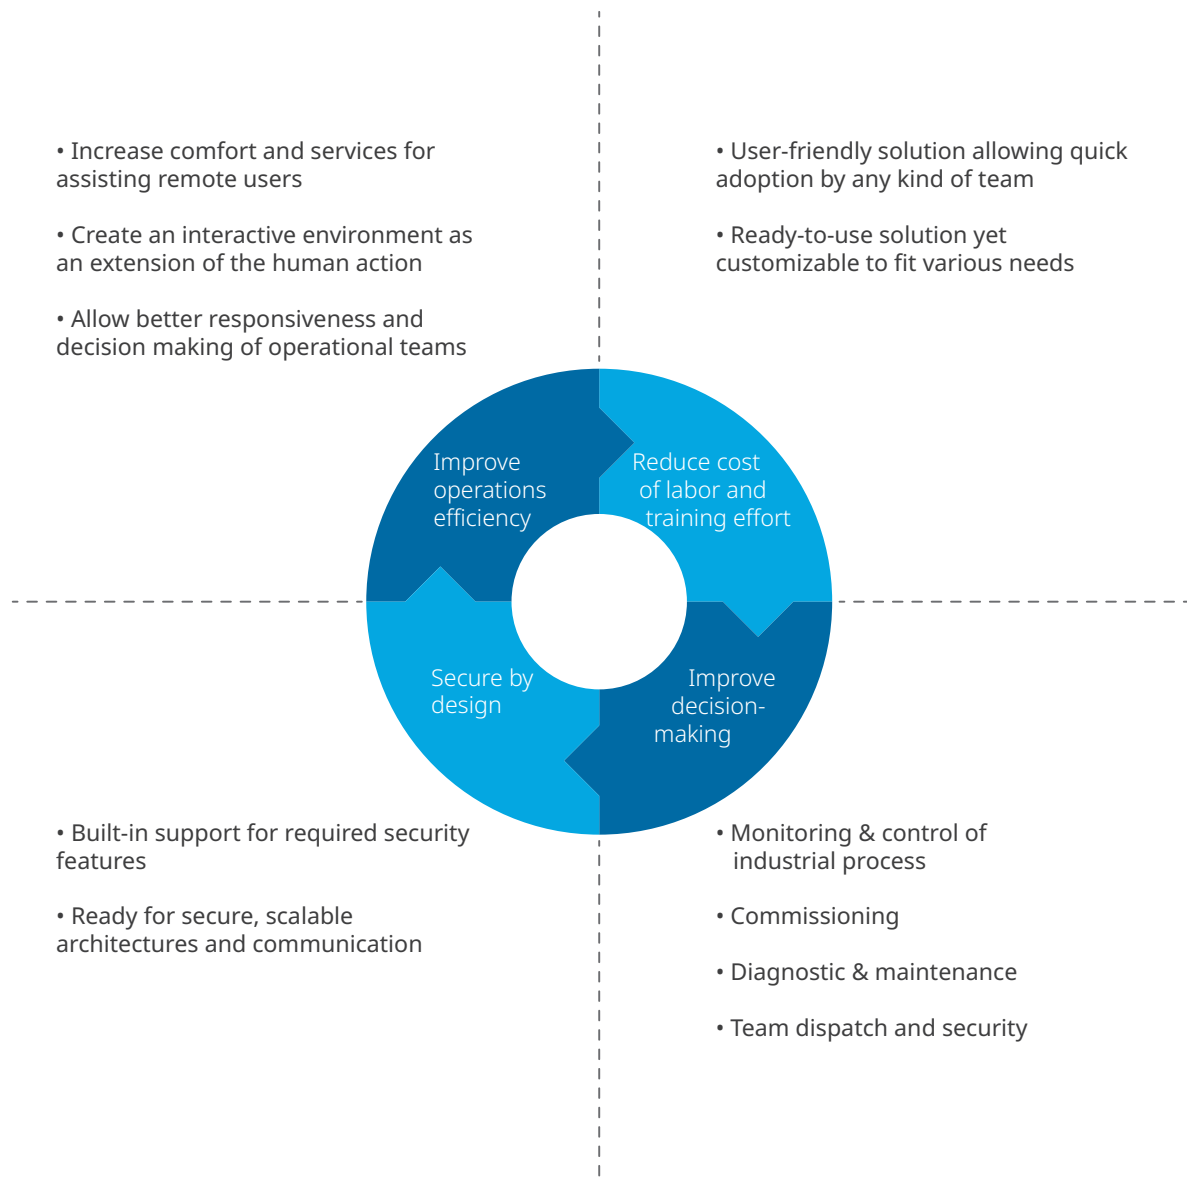 • Increase comfort and services for
assisting remote users
• Create an interactive environment as
an extension of the human action
• Allow better responsiveness and
decision making of operational teams
• User-friendly solution allowing quick
adoption by any kind of team
• Ready-to-use solution yet
customizable to fit various needs
Improve
operations
efficiency
Reduce cost
of labor and
training effort
Secure by
design
Improve
decision-
making
• Built-in support for required security
features
• Ready for secure, scalable
architectures and communication
• Monitoring & control of
industrial process
• Commissioning
• Diagnostic & maintenance
• Team dispatch and security